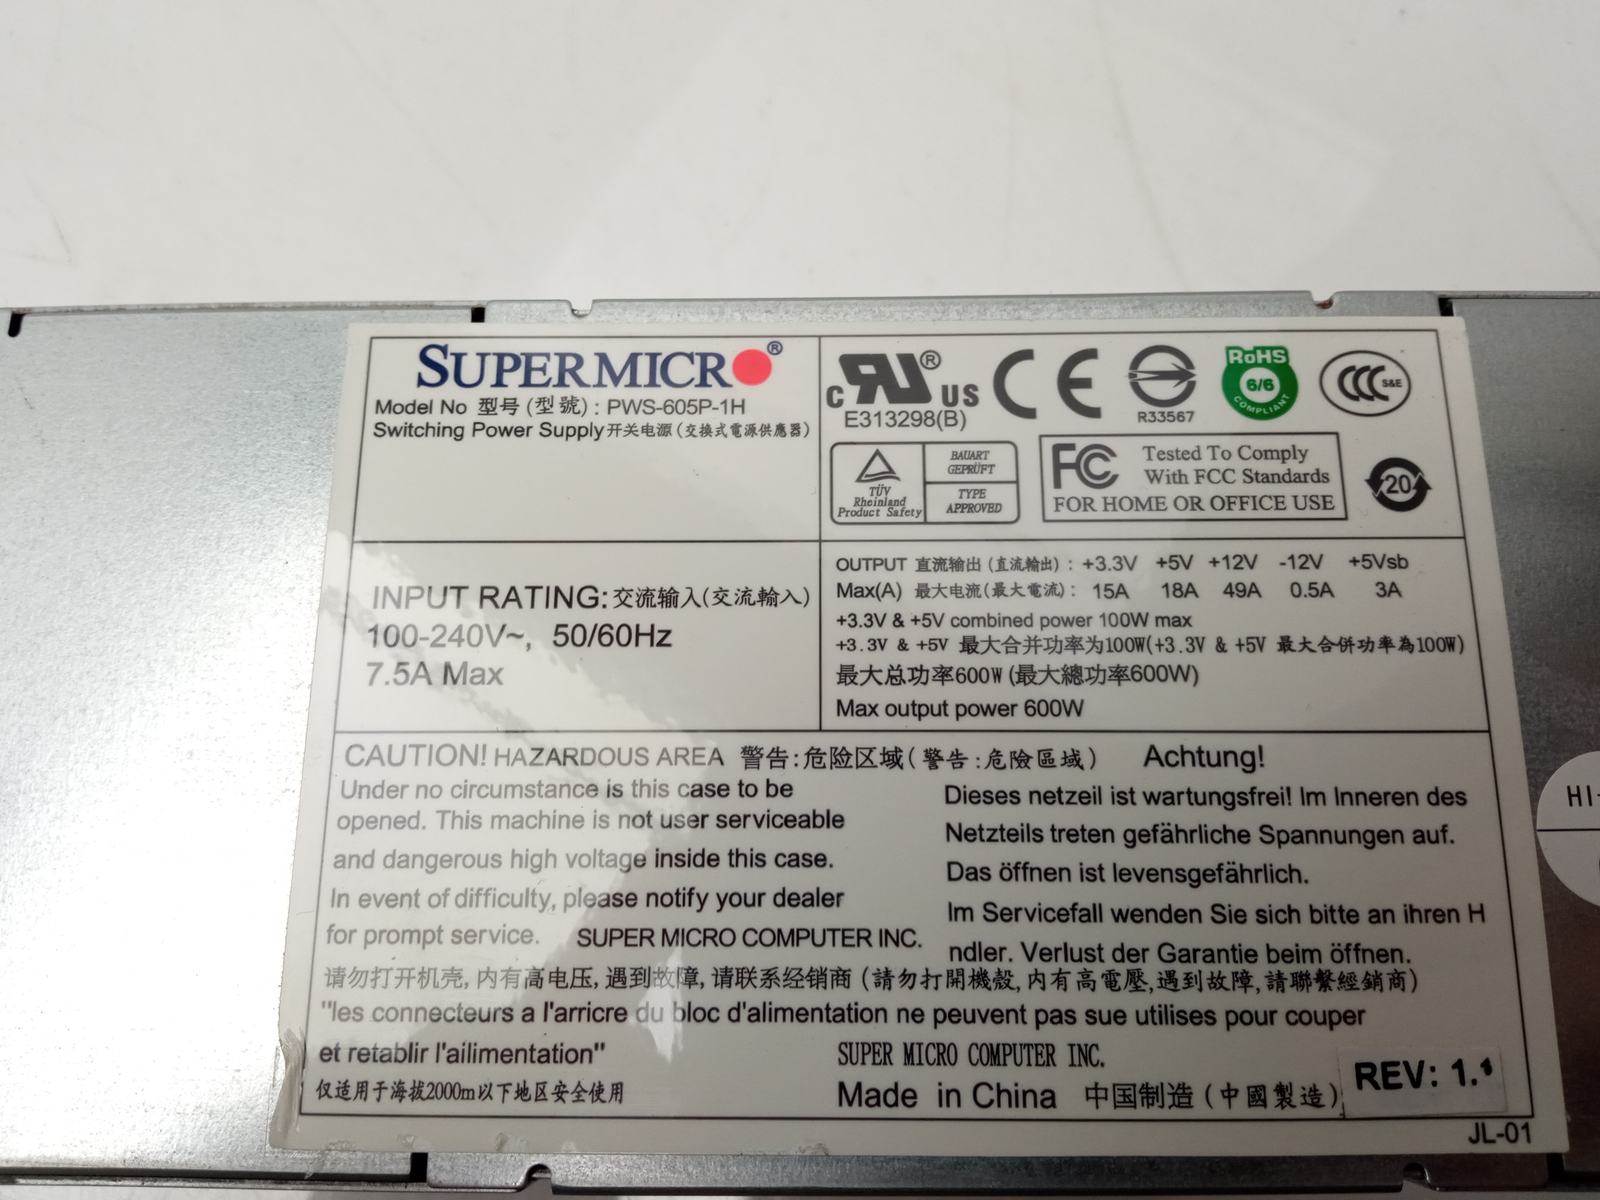 SUPERMICRO®
Model No 型号 (型號) : PWS-605P-1H
Switching Power Supply 开关电源 (交換式電源供應器)
c RU® US
E313298(B)
CE
R33567
RoHS
6/6
COMPLIANT
CCC S&E
TÜV
Rheinland
Product Safety
BAUART
GEPRÜFT
TYPE
APPROVED
FC Tested To Comply
With FCC Standards
FOR HOME OR OFFICE USE
20
INPUT RATING: 交流输入(交流輸入)
100-240V~, 50/60Hz
7.5A Max
OUTPUT 直流输出 (直流輸出) : +3.3V +5V +12V -12V +5Vsb
Max(A) 最大电流(最大電流) : 15A 18A 49A 0.5A 3A
+3.3V & +5V combined power 100W max
+3.3V & +5V 最大合并功率为100W(+3.3V & +5V 最大合併功率為100W)
最大总功率600W (最大總功率600W)
Max output power 600W
CAUTION! HAZARDOUS AREA 警告:危险区域( 警告:危險區域) Achtung!
Under no circumstance is this case to be
opened. This machine is not user serviceable
and dangerous high voltage inside this case.
In event of difficulty, please notify your dealer
for prompt service. SUPER MICRO COMPUTER INC.
Dieses netzeil ist wartungsfrei! Im Inneren des
Netzteils treten gefährliche Spannungen auf.
Das öffnen ist levensgefährlich.
Im Servicefall wenden Sie sich bitte an ihren H
ndler. Verlust der Garantie beim öffnen.
请勿打开机壳,内有高电压,遇到故障,请联系经销商 (請勿打開機殼,内有高電壓,遇到故障,請聯繫經銷商)
"les connecteurs a l'arricre du bloc d'alimentation ne peuvent pas sue utilises pour couper
et retablir l'ailimentation"
SUPER MICRO COMPUTER INC.
仅适用于海拔2000m以下地区安全使用
Made in China 中国制造 (中國製造)
REV: 1.1
JL-01
HI-